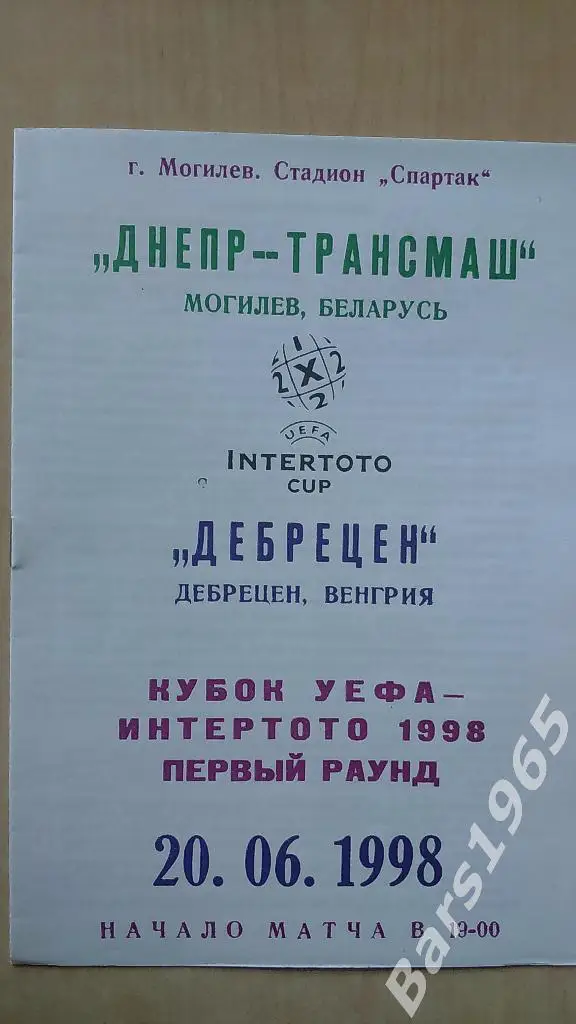 г. Могилев. Стадион „Спартак“
„ДНЕПР--ТРАНСМАШ“
МОГИЛЕВ, БЕЛАРУСЬ
1
2 X 2
2
UEFA
INTERTOTO
CUP
„ДЕБРЕЦЕН“
ДЕБРЕЦЕН, ВЕНГРИЯ
КУБОК УЕФА —
ИНТЕРТОТО 1998
ПЕРВЫЙ РАУНД
20. 06. 1998
НАЧАЛО МАТЧА В 19-00
Bars1965